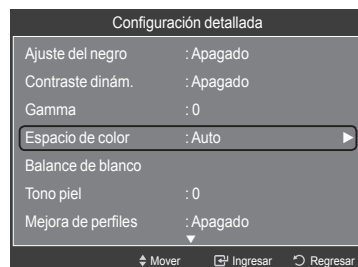 Configuración detallada
Ajuste del negro : Apagado
Contraste dinám. : Apagado
Gamma : 0
Espacio de color : Auto
Balance de blanco
Tono piel : 0
Mejora de perfiles : Apagado
Mover Ingresar Regresar